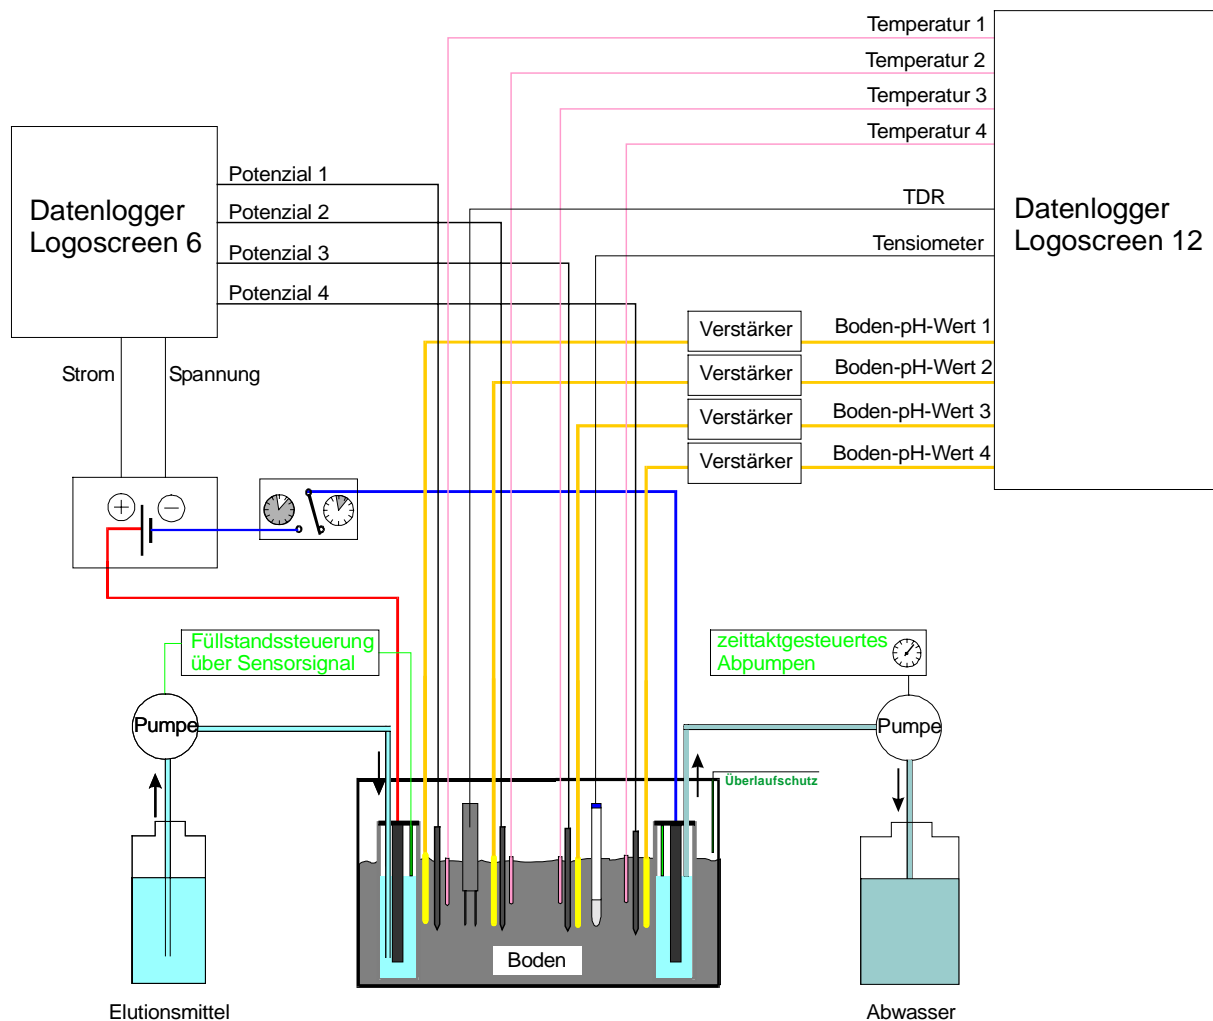 Temperatur 1
Temperatur 2
Temperatur 3
Temperatur 4
Potenzial 1
Potenzial 2
Potenzial 3
Potenzial 4
Datenlogger
Logoscreen 6
TDR
Tensiometer
Datenlogger
Logoscreen 12
Verstärker
Boden-pH-Wert 1
Verstärker
Boden-pH-Wert 2
Verstärker
Boden-pH-Wert 3
Verstärker
Boden-pH-Wert 4
Strom
Spannung
+
−
Füllstandssteuerung
über Sensorsignal
zeittaktgesteuertes
Abpumpen
Pumpe
Pumpe
Überlaufschutz
Boden
Elutionsmittel
Abwasser